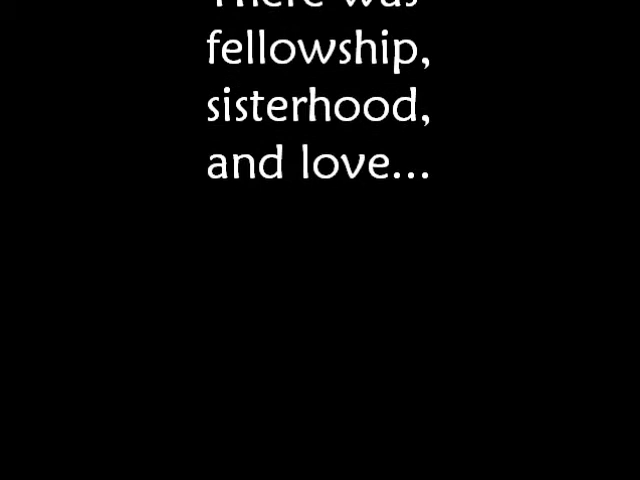 There was
fellowship,
sisterhood,
and love...